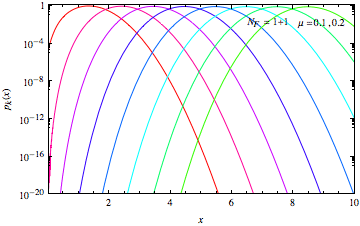 1
N_F = 1+1 μ = 0.1, 0.2
10^-4
10^-8
p_k(x)
10^-12
10^-16
10^-20
2 4 6 8 10
x